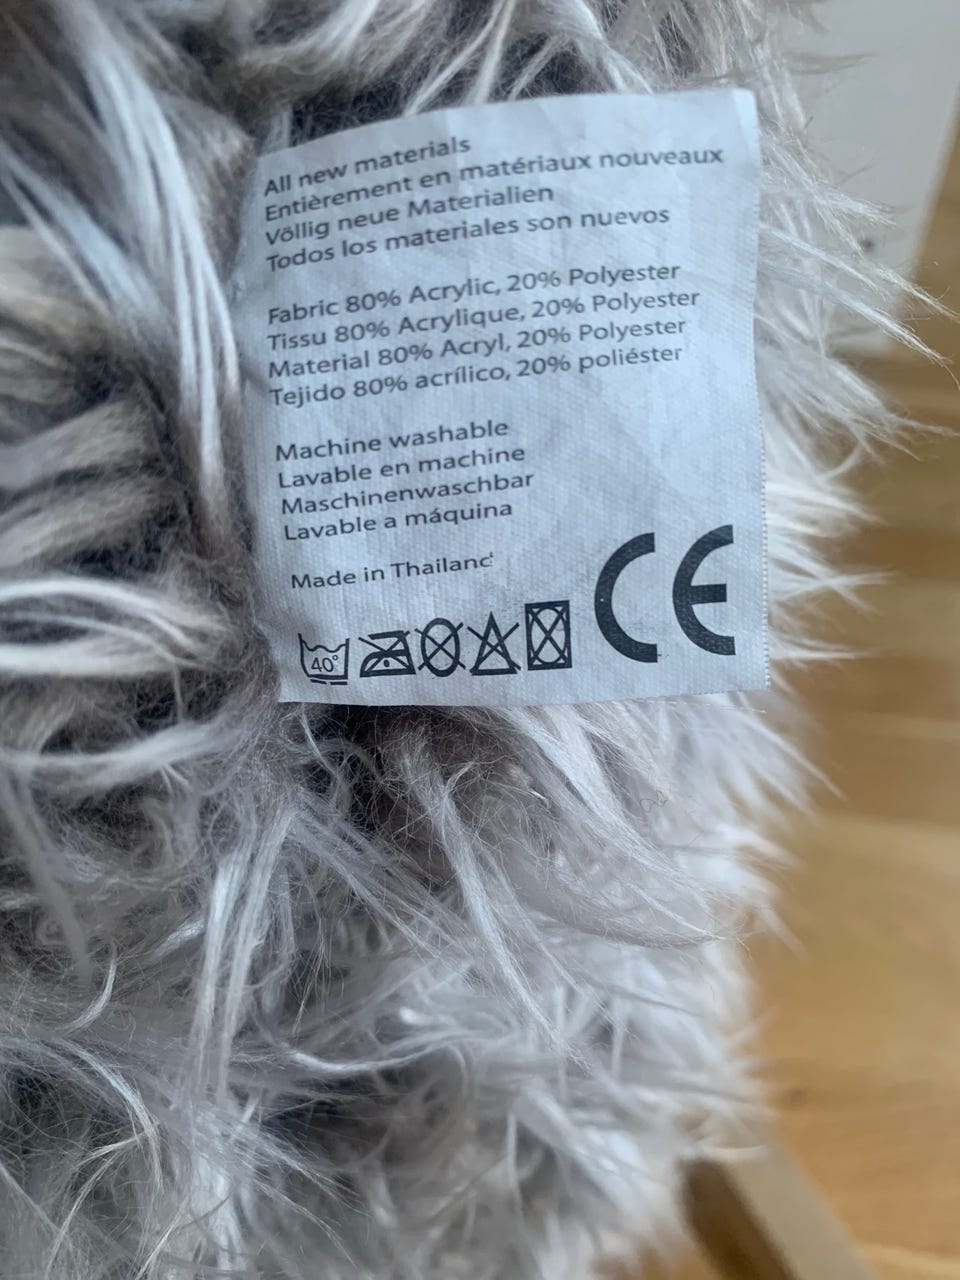 All new materials
Entièrement en matériaux nouveaux
Völlig neue Materialien
Todos los materiales son nuevos
Fabric 80% Acrylic, 20% Polyester
Tissu 80% Acrylique, 20% Polyester
Material 80% Acryl, 20% Polyester
Tejido 80% acrílico, 20% poliéster
Machine washable
Lavable en machine
Maschinenwaschbar
Lavable a máquina
Made in Thailand
40°
CE